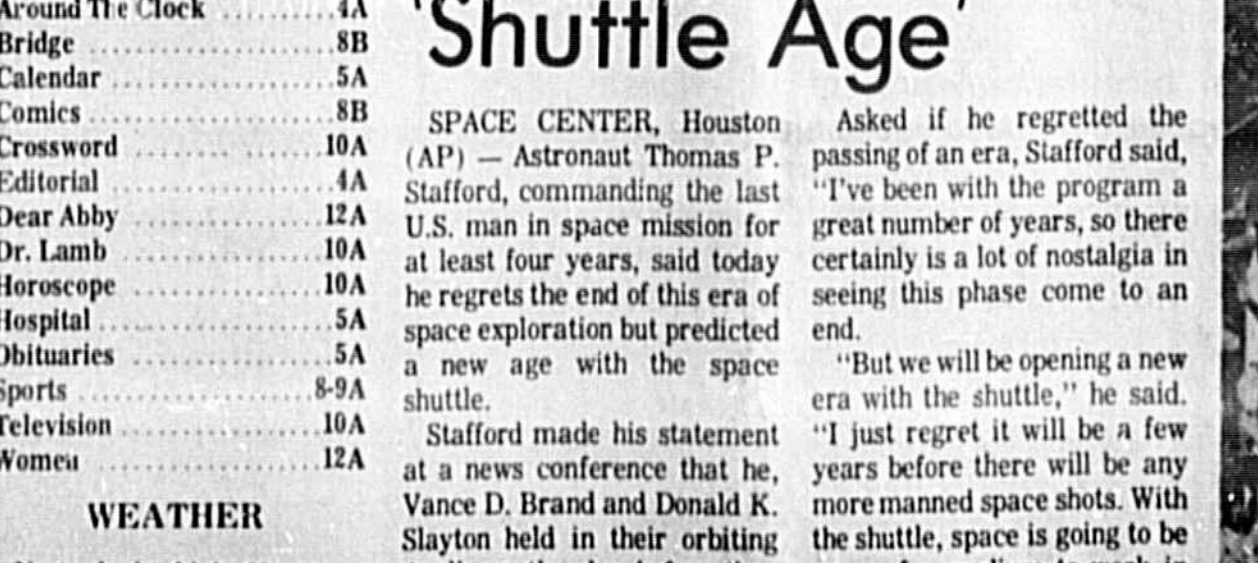 Around The Clock ..........4A
Bridge ....................8B
Calendar ..................5A
Comics ....................8B
Crossword ........ ........10A
Editorial .................4A
Dear Abby .................12A
Dr. Lamb ..................10A
Horoscope .................10A
Hospital ..................5A
Obituaries ................5A
Sports ....................8-9A
Television ................10A
Women .....................12A
WEATHER
'Shuttle Age'
SPACE CENTER, Houston
(AP) — Astronaut Thomas P.
Stafford, commanding the last
U.S. man in space mission for
at least four years, said today
he regrets the end of this era of
space exploration but predicted
a new age with the space
shuttle.
Stafford made his statement
at a news conference that he,
Vance D. Brand and Donald K.
Slayton held in their orbiting
Asked if he regretted the
passing of an era, Stafford said,
"I've been with the program a
great number of years, so there
certainly is a lot of nostalgia in
seeing this phase come to an
end.
"But we will be opening a new
era with the shuttle," he said.
"I just regret it will be a few
years before there will be any
more manned space shots. With
the shuttle, space is going to be